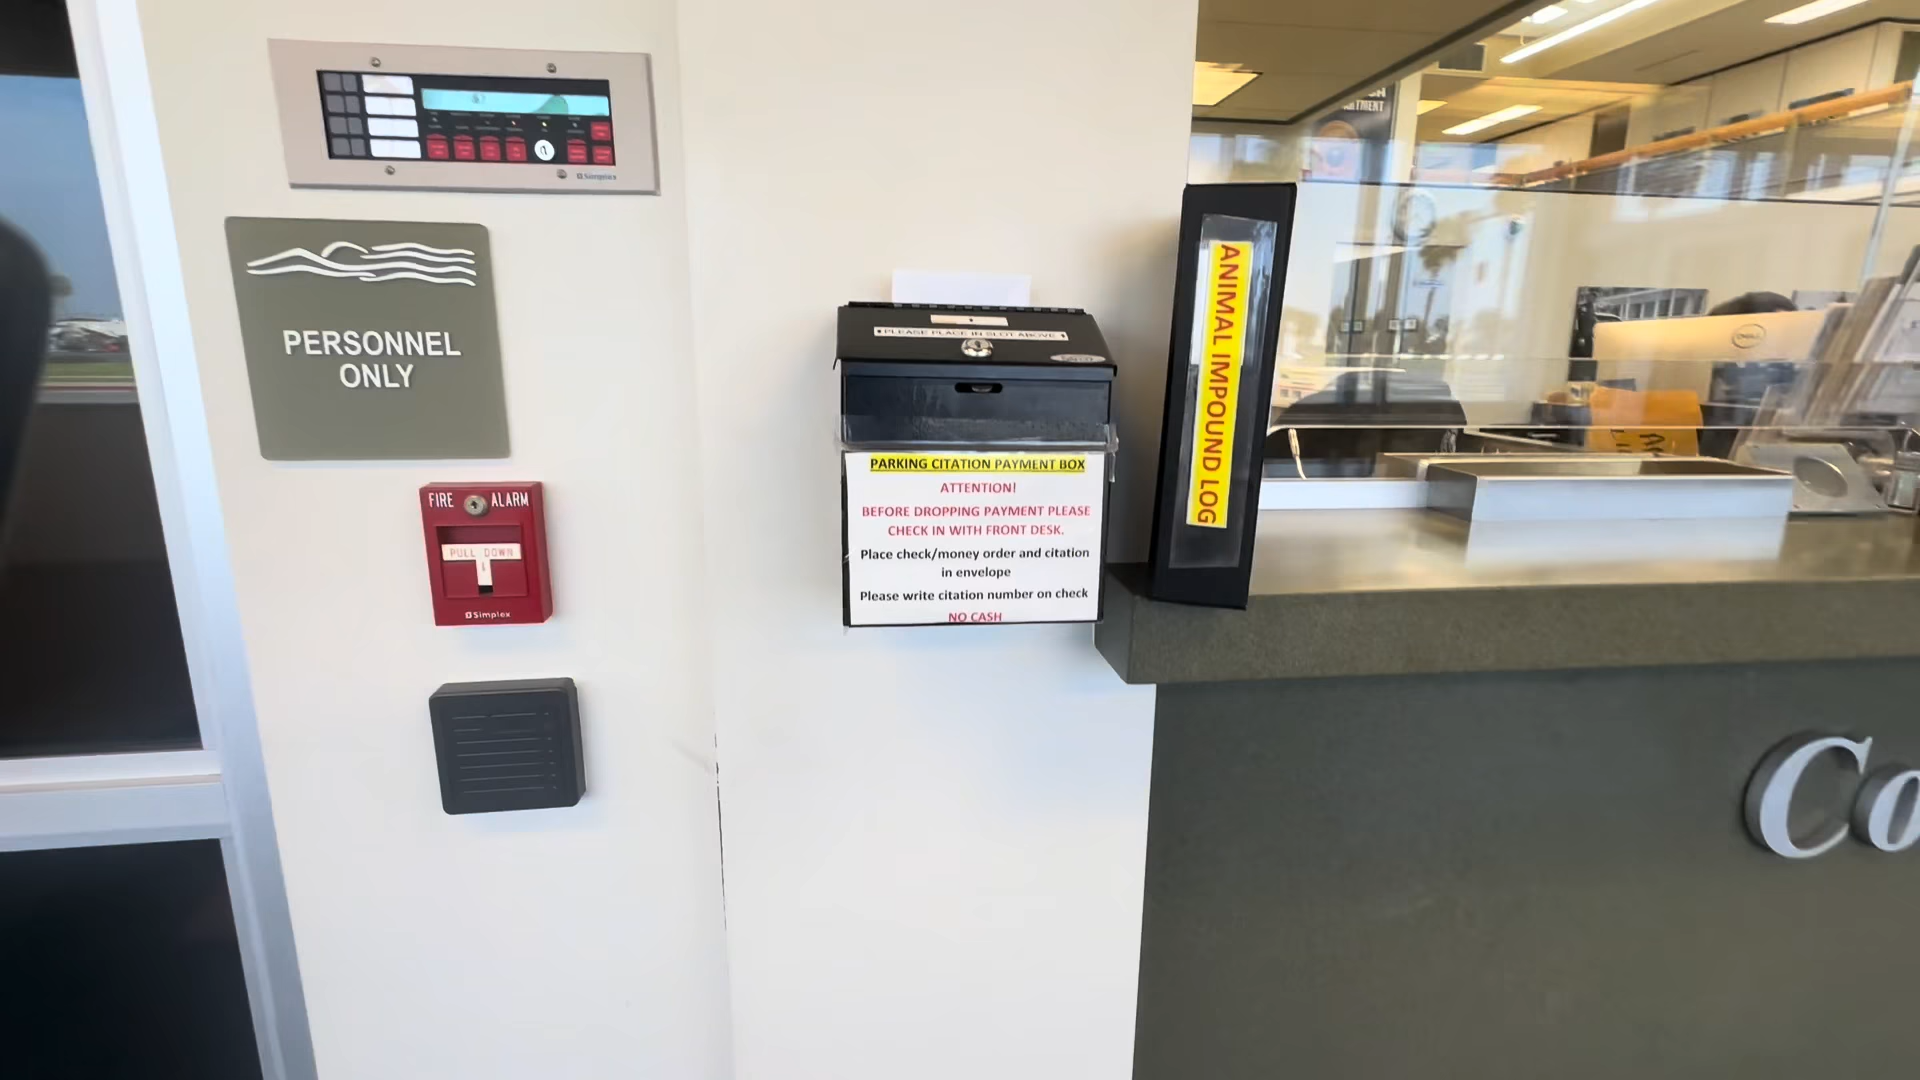 Simplex
PERSONNEL
ONLY
FIRE ALARM
PULL DOWN
Simplex
PLEASE PLACE IN SLOT ABOVE
PARKING CITATION PAYMENT BOX
ATTENTION!
BEFORE DROPPING PAYMENT PLEASE
CHECK IN WITH FRONT DESK.
Place check/money order and citation
in envelope
Please write citation number on check
NO CASH
ANIMAL IMPOUND LOG
DELL
Co